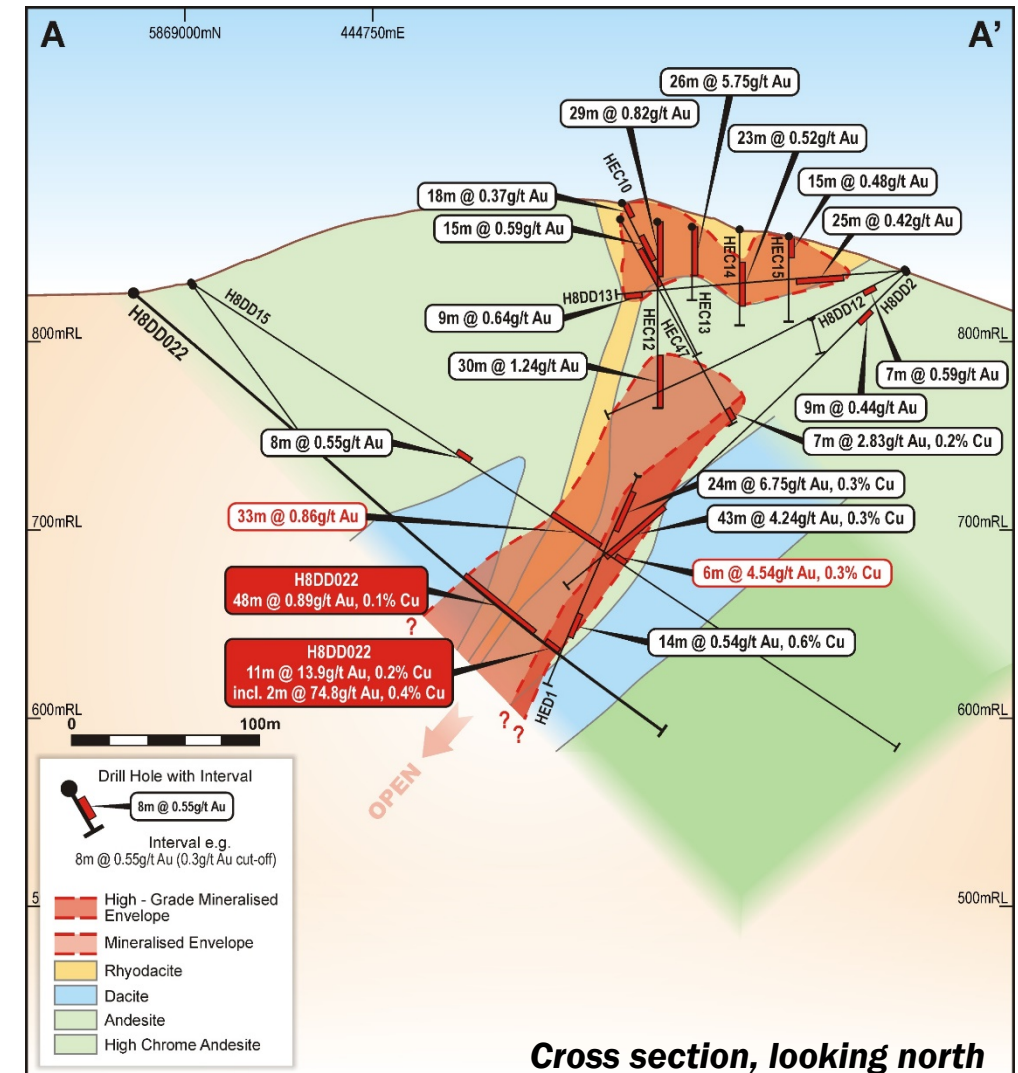 A
5869000mN
444750mE
A'
26m @ 5.75g/t Au
29m @ 0.82g/t Au
23m @ 0.52g/t Au
HEC10
18m @ 0.37g/t Au
15m @ 0.48g/t Au
15m @ 0.59g/t Au
25m @ 0.42g/t Au
HEC14
HEC15
H8DD13
H8DD15
H8DD12
H8DD2
H8DD022
9m @ 0.64g/t Au
HEC12
HEC47
HEC13
800mRL
800mRL
30m @ 1.24g/t Au
7m @ 0.59g/t Au
9m @ 0.44g/t Au
8m @ 0.55g/t Au
7m @ 2.83g/t Au, 0.2% Cu
24m @ 6.75g/t Au, 0.3% Cu
700mRL
33m @ 0.86g/t Au
43m @ 4.24g/t Au, 0.3% Cu
700mRL
6m @ 4.54g/t Au, 0.3% Cu
H8DD022
48m @ 0.89g/t Au, 0.1% Cu
?
14m @ 0.54g/t Au, 0.6% Cu
H8DD022
11m @ 13.9g/t Au, 0.2% Cu
incl. 2m @ 74.8g/t Au, 0.4% Cu
HED1
600mRL
600mRL
?
?
0 100m
OPEN
Drill Hole with Interval
8m @ 0.55g/t Au
Interval e.g.
8m @ 0.55g/t Au (0.3g/t Au cut-off)
5
500mRL
High - Grade Mineralised
Envelope
Mineralised Envelope
Rhyodacite
Dacite
Andesite
High Chrome Andesite
Cross section, looking north